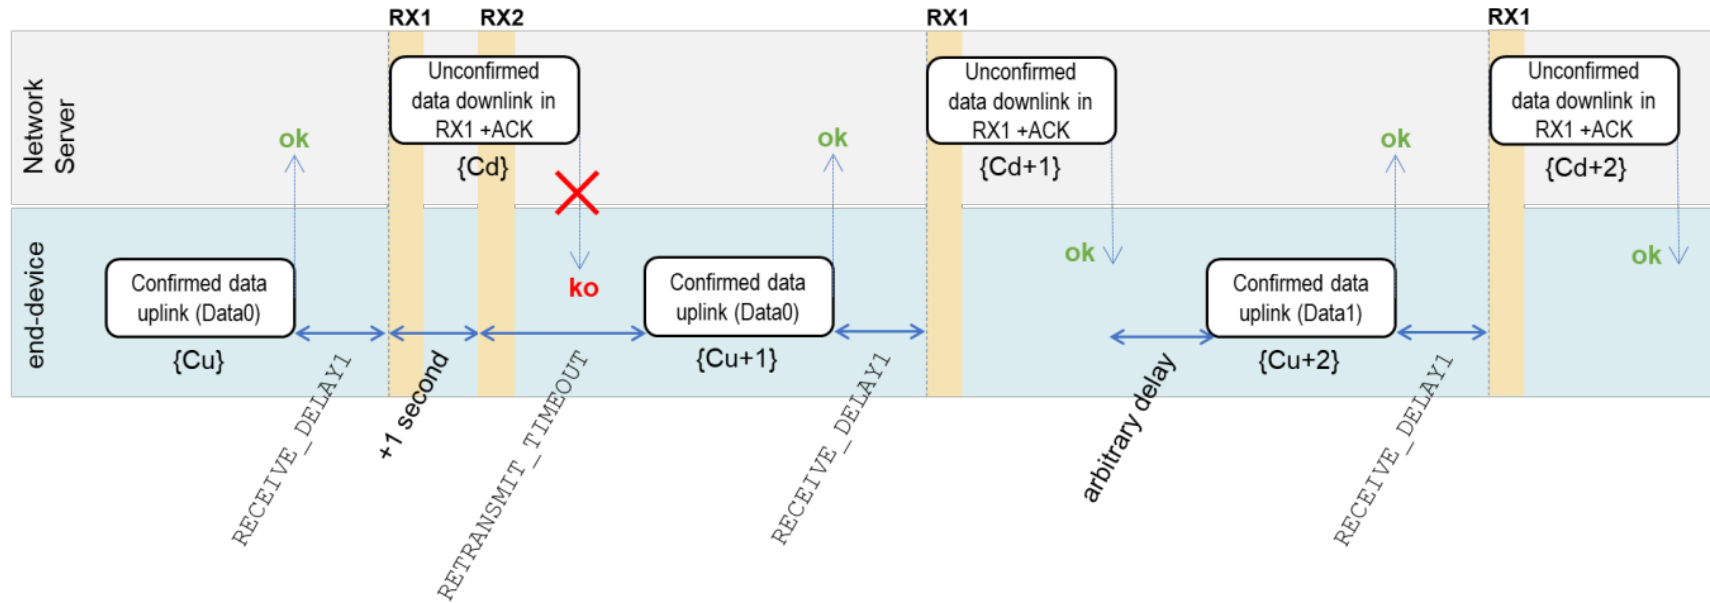 RX1
RX2
RX1
RX1
Network
Server
Unconfirmed
data downlink in
RX1 +ACK
{Cd}
Unconfirmed
data downlink in
RX1 +ACK
{Cd+1}
Unconfirmed
data downlink in
RX1 +ACK
{Cd+2}
ok
ok
ok
end-device
Confirmed data
uplink (Data0)
{Cu}
ko
Confirmed data
uplink (Data0)
{Cu+1}
ok
Confirmed data
uplink (Data1)
{Cu+2}
ok
RECEIVE_DELAY1
+1 second
RETRANSMIT_TIMEOUT
RECEIVE_DELAY1
arbitrary delay
RECEIVE_DELAY1